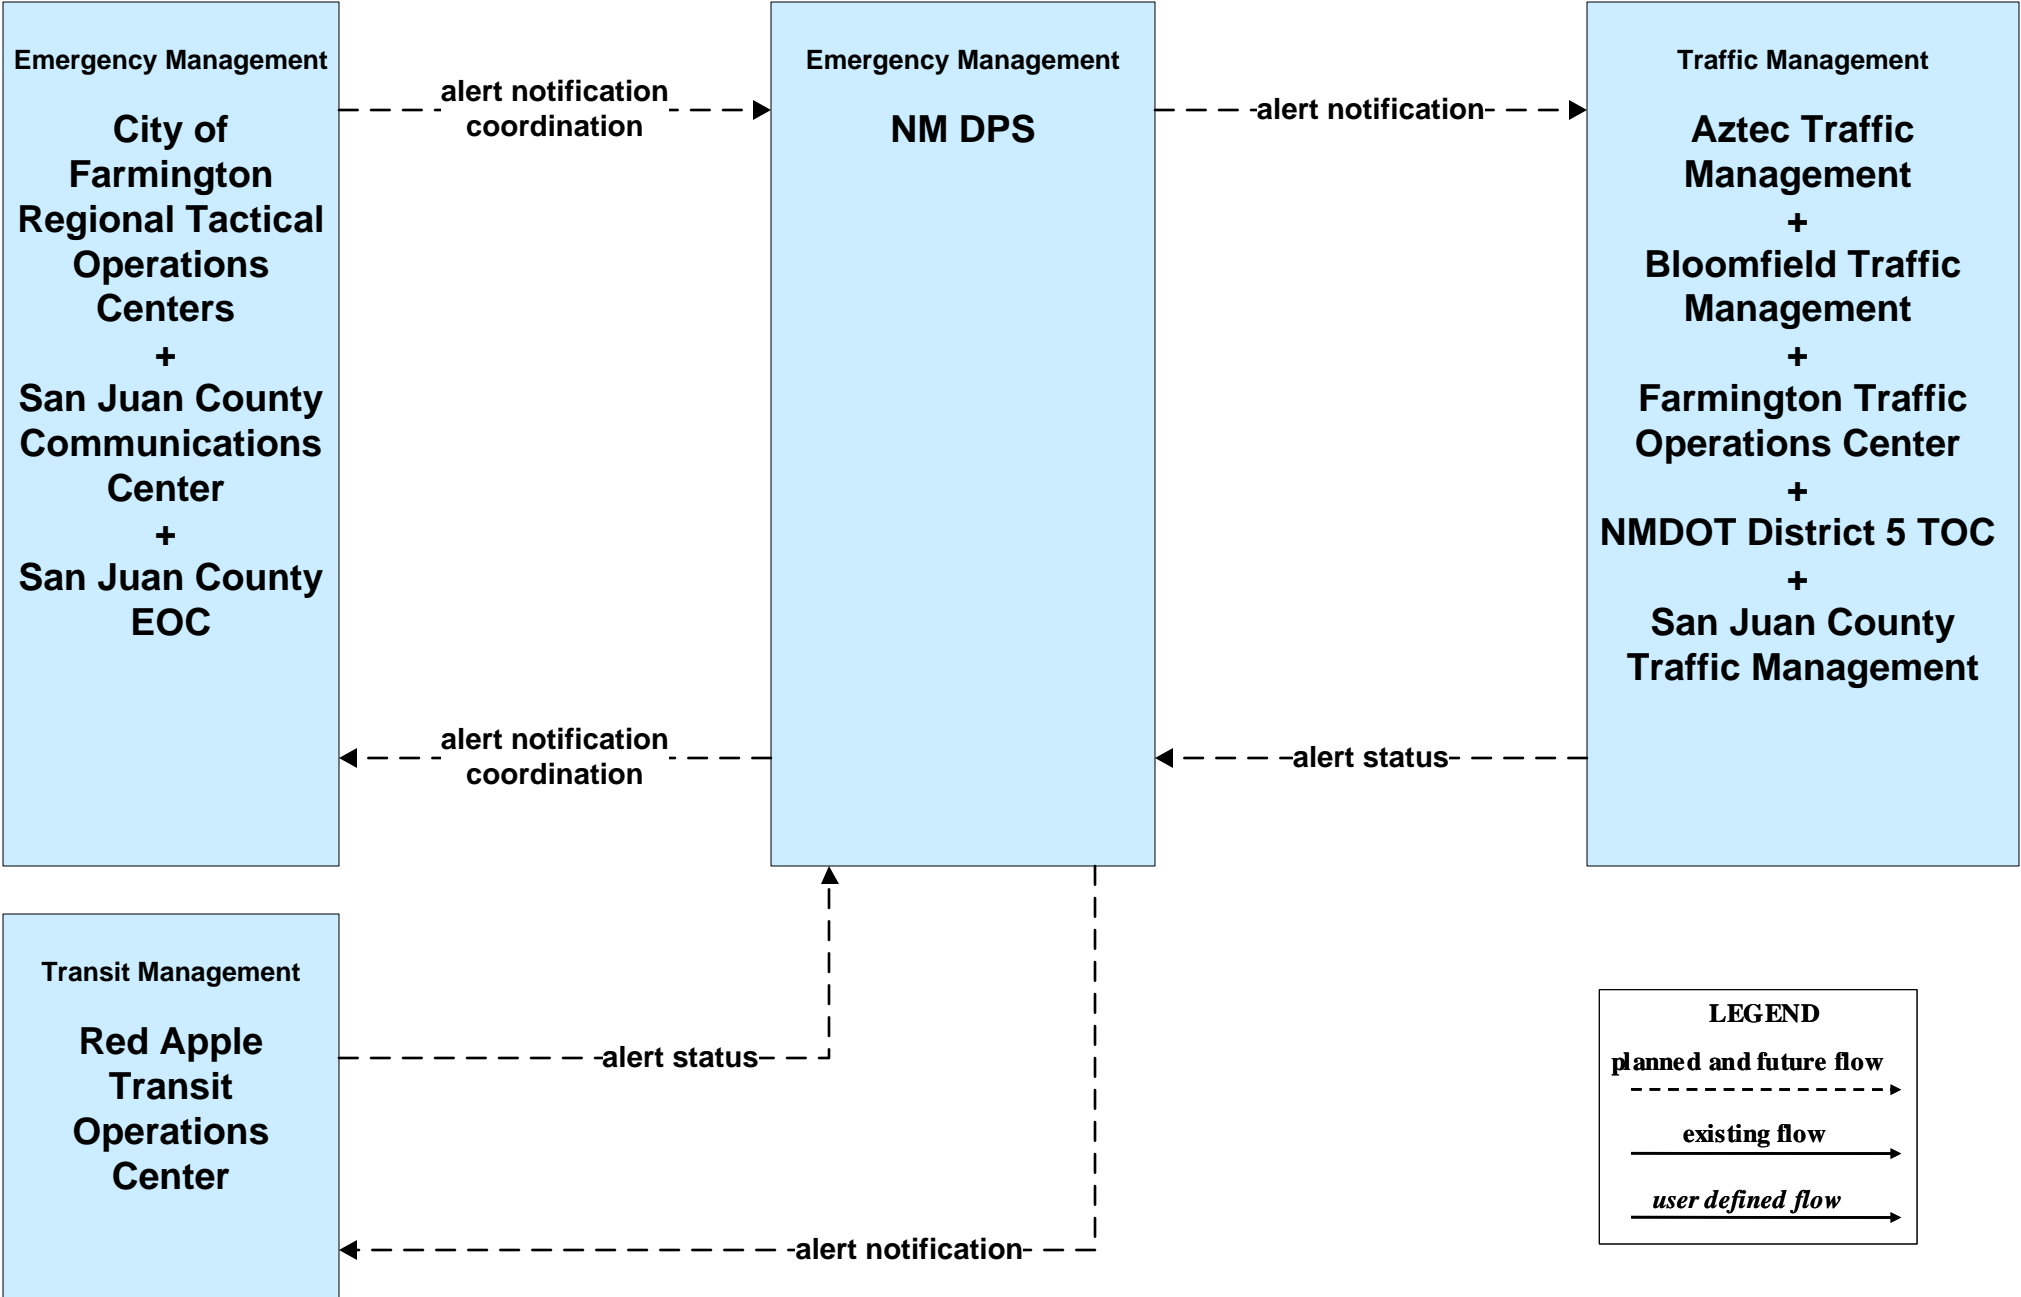 Emergency Management
City of
Farmington
Regional Tactical
Operations
Centers
+
San Juan County
Communications
Center
+
San Juan County
EOC
alert notification
coordination
Emergency Management
NM DPS
alert notification
Traffic Management
Aztec Traffic
Management
+
Bloomfield Traffic
Management
+
Farmington Traffic
Operations Center
+
NMDOT District 5 TOC
+
San Juan County
Traffic Management
alert notification
coordination
alert status
Transit Management
Red Apple
Transit
Operations
Center
alert status
alert notification
LEGEND
planned and future flow
existing flow
user defined flow